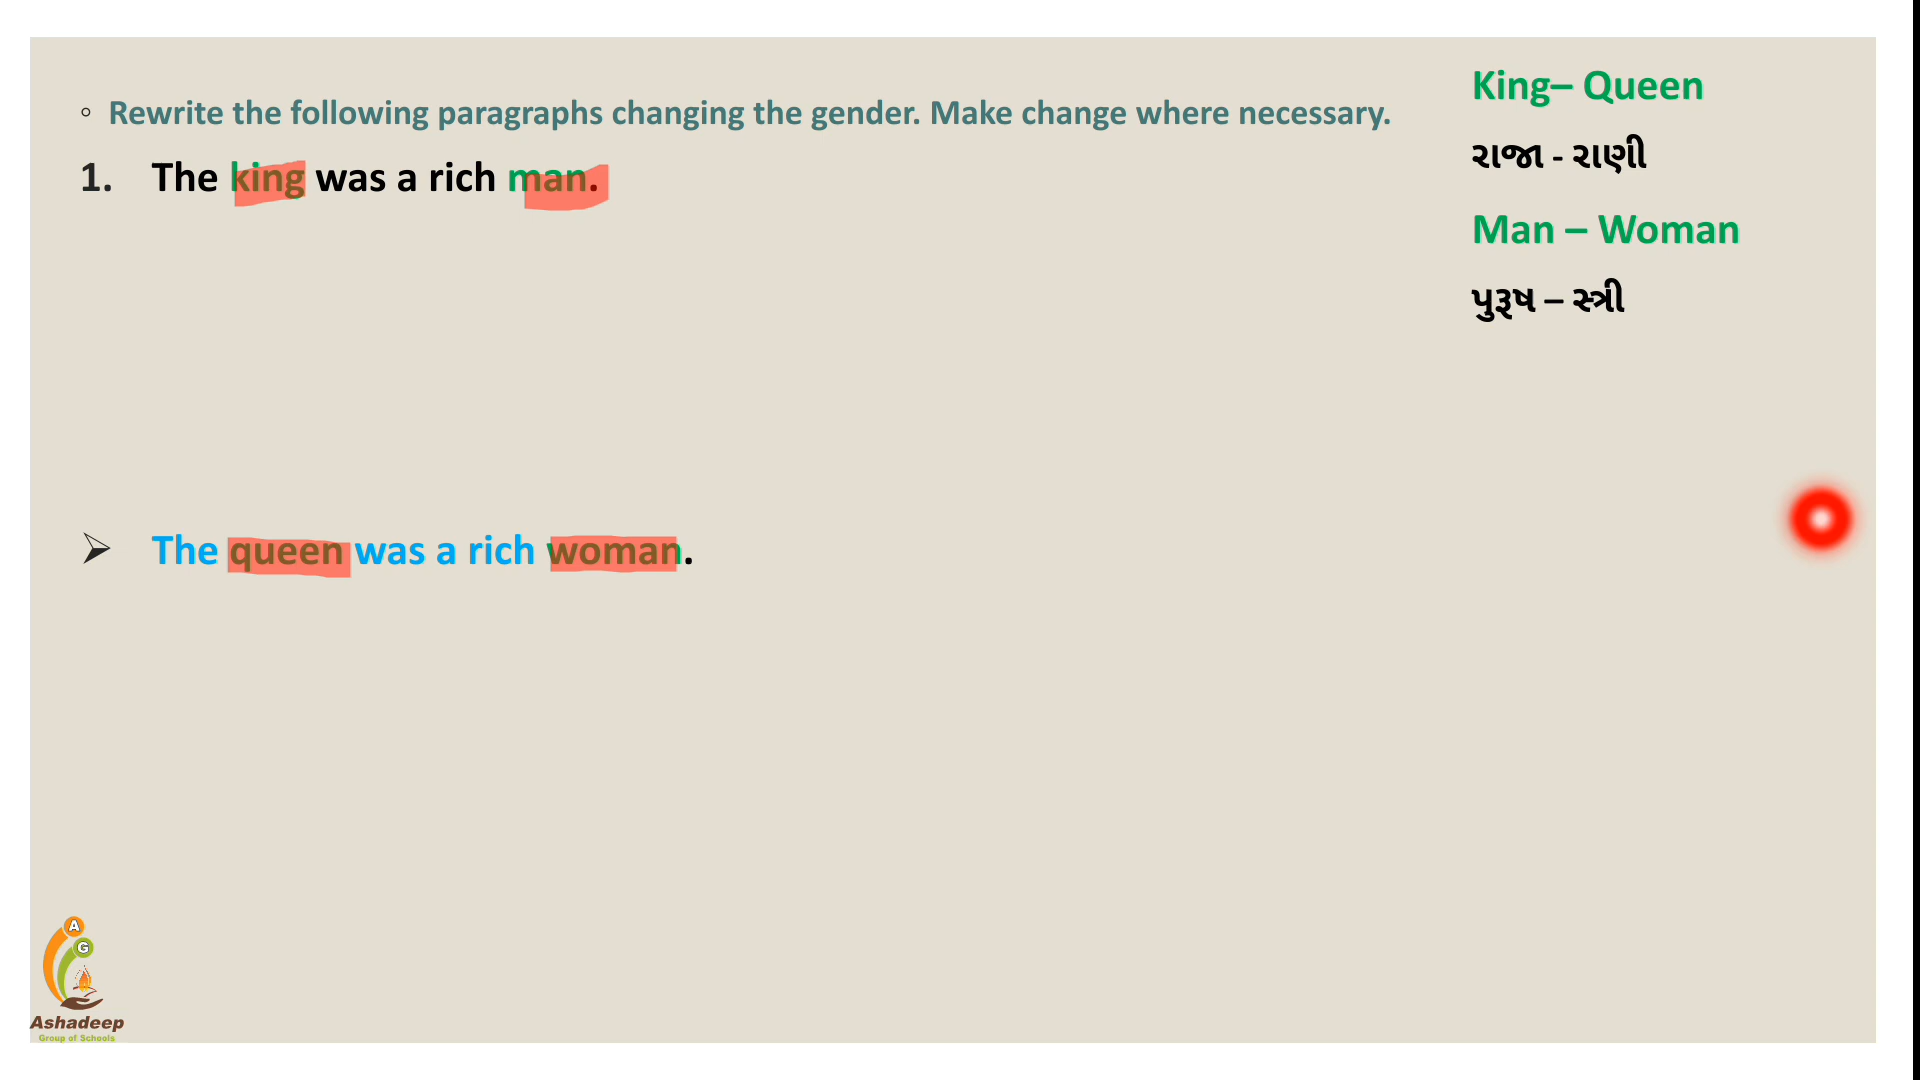 ◦ Rewrite the following paragraphs changing the gender. Make change where necessary.
1. The king was a rich man.
➢ The queen was a rich woman.
King– Queen
રાજા - રાણી
Man – Woman
પુરૂષ – સ્ત્રી
A
G
Ashadeep
Group of Schools